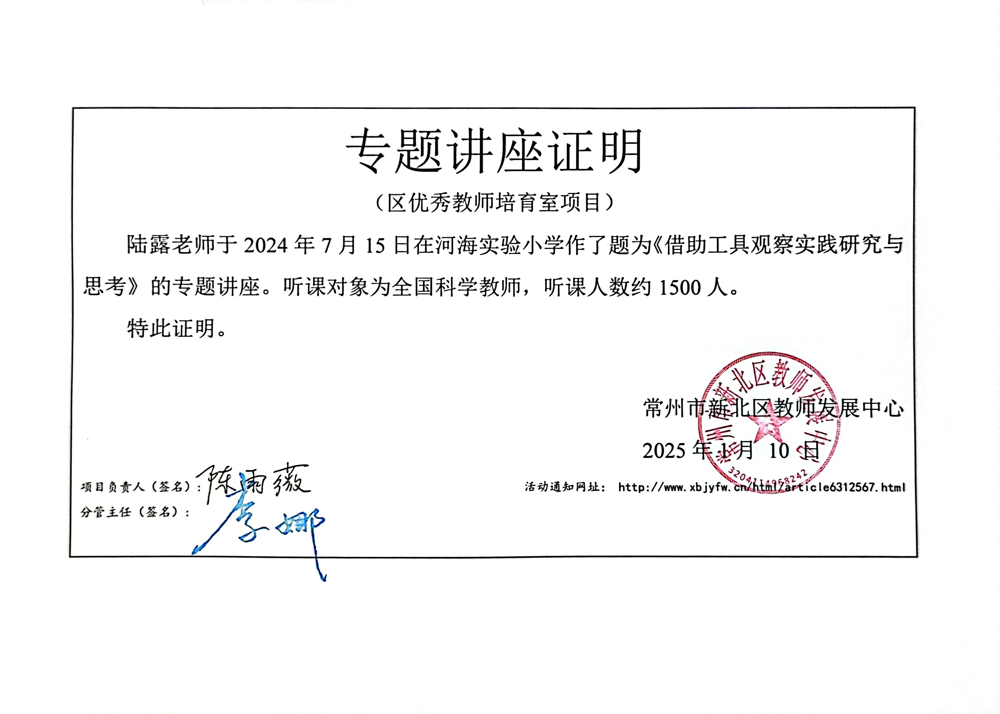 专题讲座证明
（区优秀教师培育室项目）
陆露老师于 2024 年 7 月 15 日在河海实验小学作了题为《借助工具观察实践研究与
思考》的专题讲座。听课对象为全国科学教师，听课人数约 1500 人。
特此证明。
常州市新北区教师发展中心
常州市新北区教师发展中心
2025 年 1 月 10 日
3204114968242
项目负责人（签名）：陈雨薇
活动通知网址： http://www.xbjyfw.cn/html/article6312567.html
分管主任（签名）：李娜